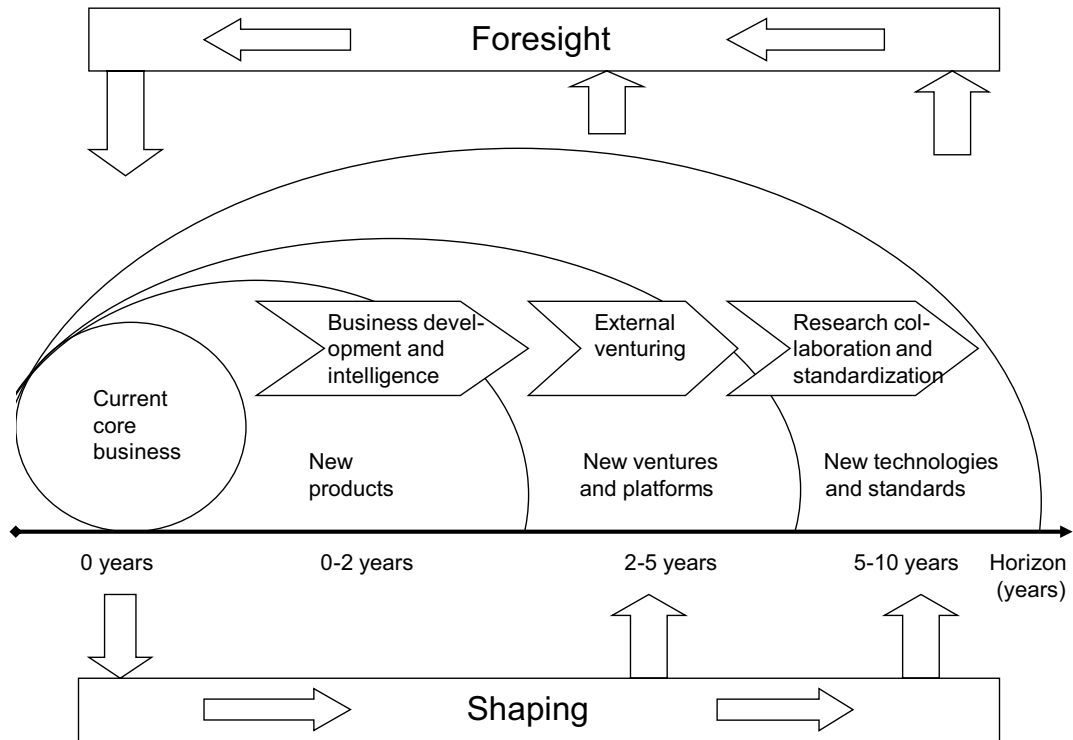 Foresight
Business devel-
opment and
intelligence
External
venturing
Research col-
laboration and
standardization
Current
core
business
New
products
New ventures
and platforms
New technologies
and standards
0 years
0-2 years
2-5 years
5-10 years
Horizon
(years)
Shaping